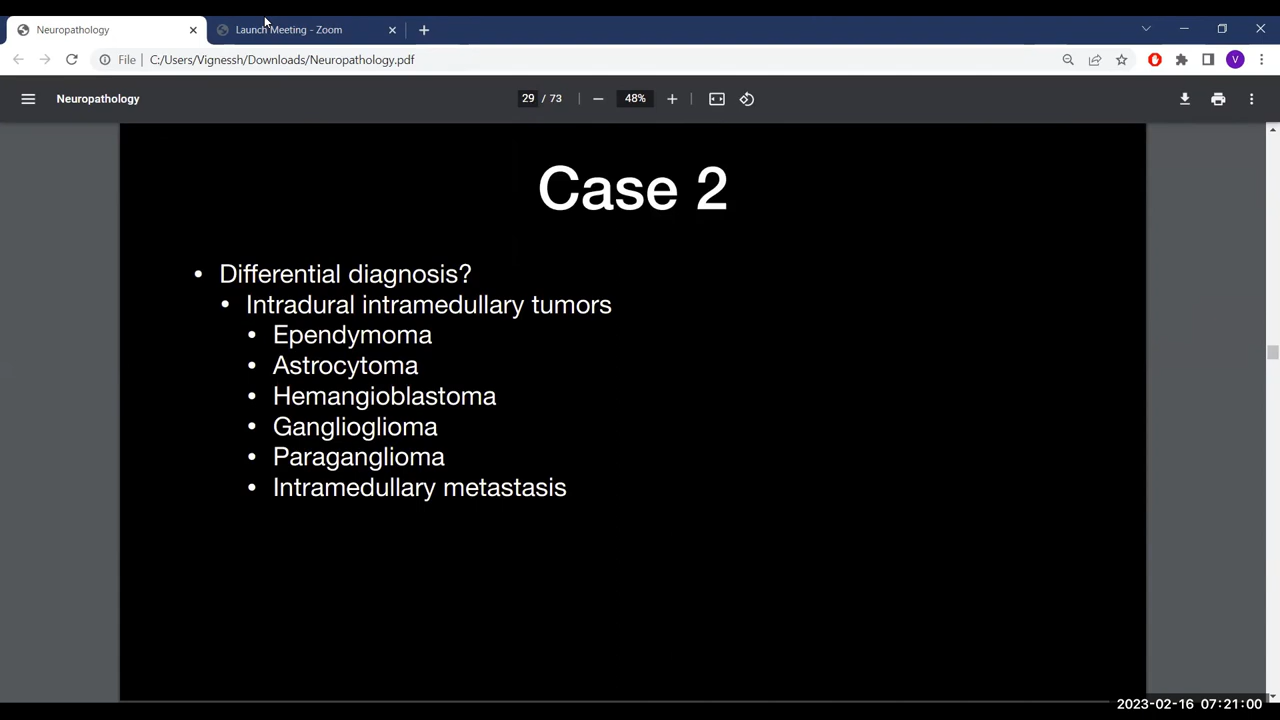 Neuropathology
Launch Meeting - Zoom
File C:/Users/Vignessh/Downloads/Neuropathology.pdf
V
Neuropathology
29 / 73
48%
Case 2
• Differential diagnosis?
• Intradural intramedullary tumors
• Ependymoma
• Astrocytoma
• Hemangioblastoma
• Ganglioglioma
• Paraganglioma
• Intramedullary metastasis
2023-02-16 07:21:00